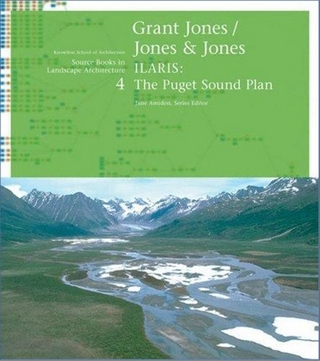 Grant Jones /
Jones & Jones
ILARIS:
The Puget Sound Plan
Jane Amidon, Series Editor
Knowlton School of Architecture
Source Books in
Landscape Architecture
4